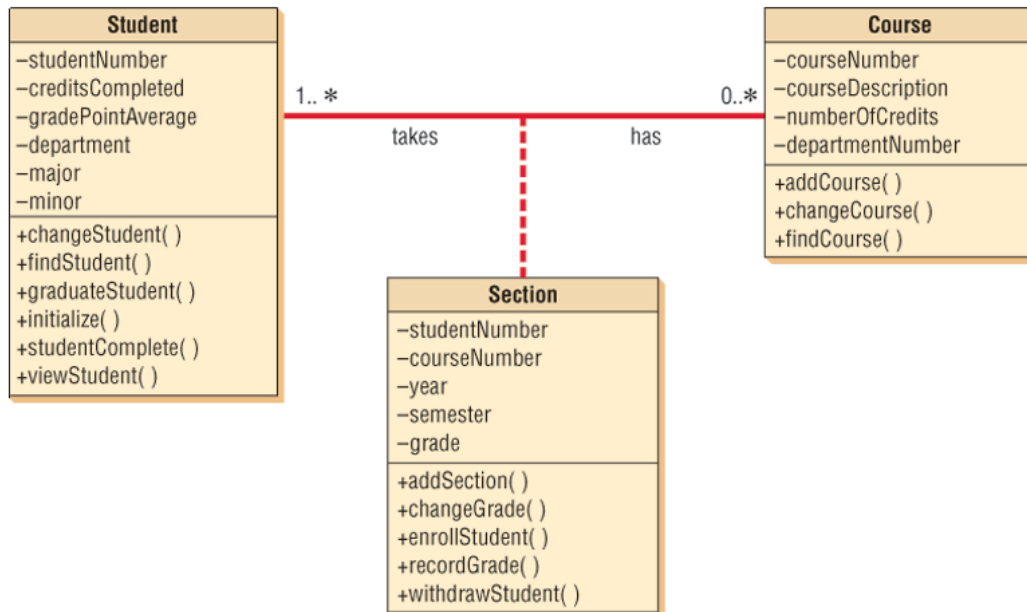 Student
–studentNumber
–creditsCompleted
–gradePointAverage
–department
–major
–minor
+changeStudent( )
+findStudent( )
+graduateStudent( )
+initialize( )
+studentComplete( )
+viewStudent( )
1.. *
takes
0..*
has
Course
–courseNumber
–courseDescription
–numberOfCredits
–departmentNumber
+addCourse( )
+changeCourse( )
+findCourse( )
Section
–studentNumber
–courseNumber
–year
–semester
–grade
+addSection( )
+changeGrade( )
+enrollStudent( )
+recordGrade( )
+withdrawStudent( )